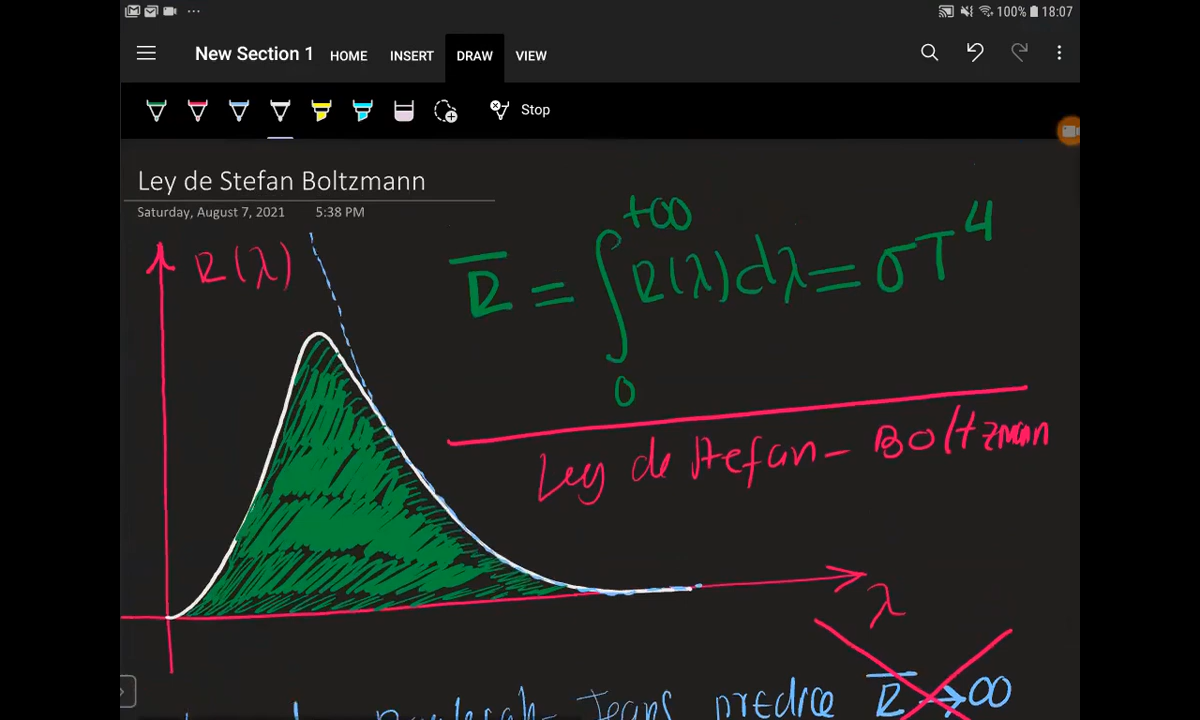 100% 18:07
New Section 1 HOME INSERT DRAW VIEW
Stop
Ley de Stefan Boltzmann
Saturday, August 7, 2021 5:38 PM
R(λ)
R̅ = ∫₀^{+∞} R(λ)dλ = σT⁴
Ley de Stefan - Boltzmann
λ
Jeans predice R̅ → ∞